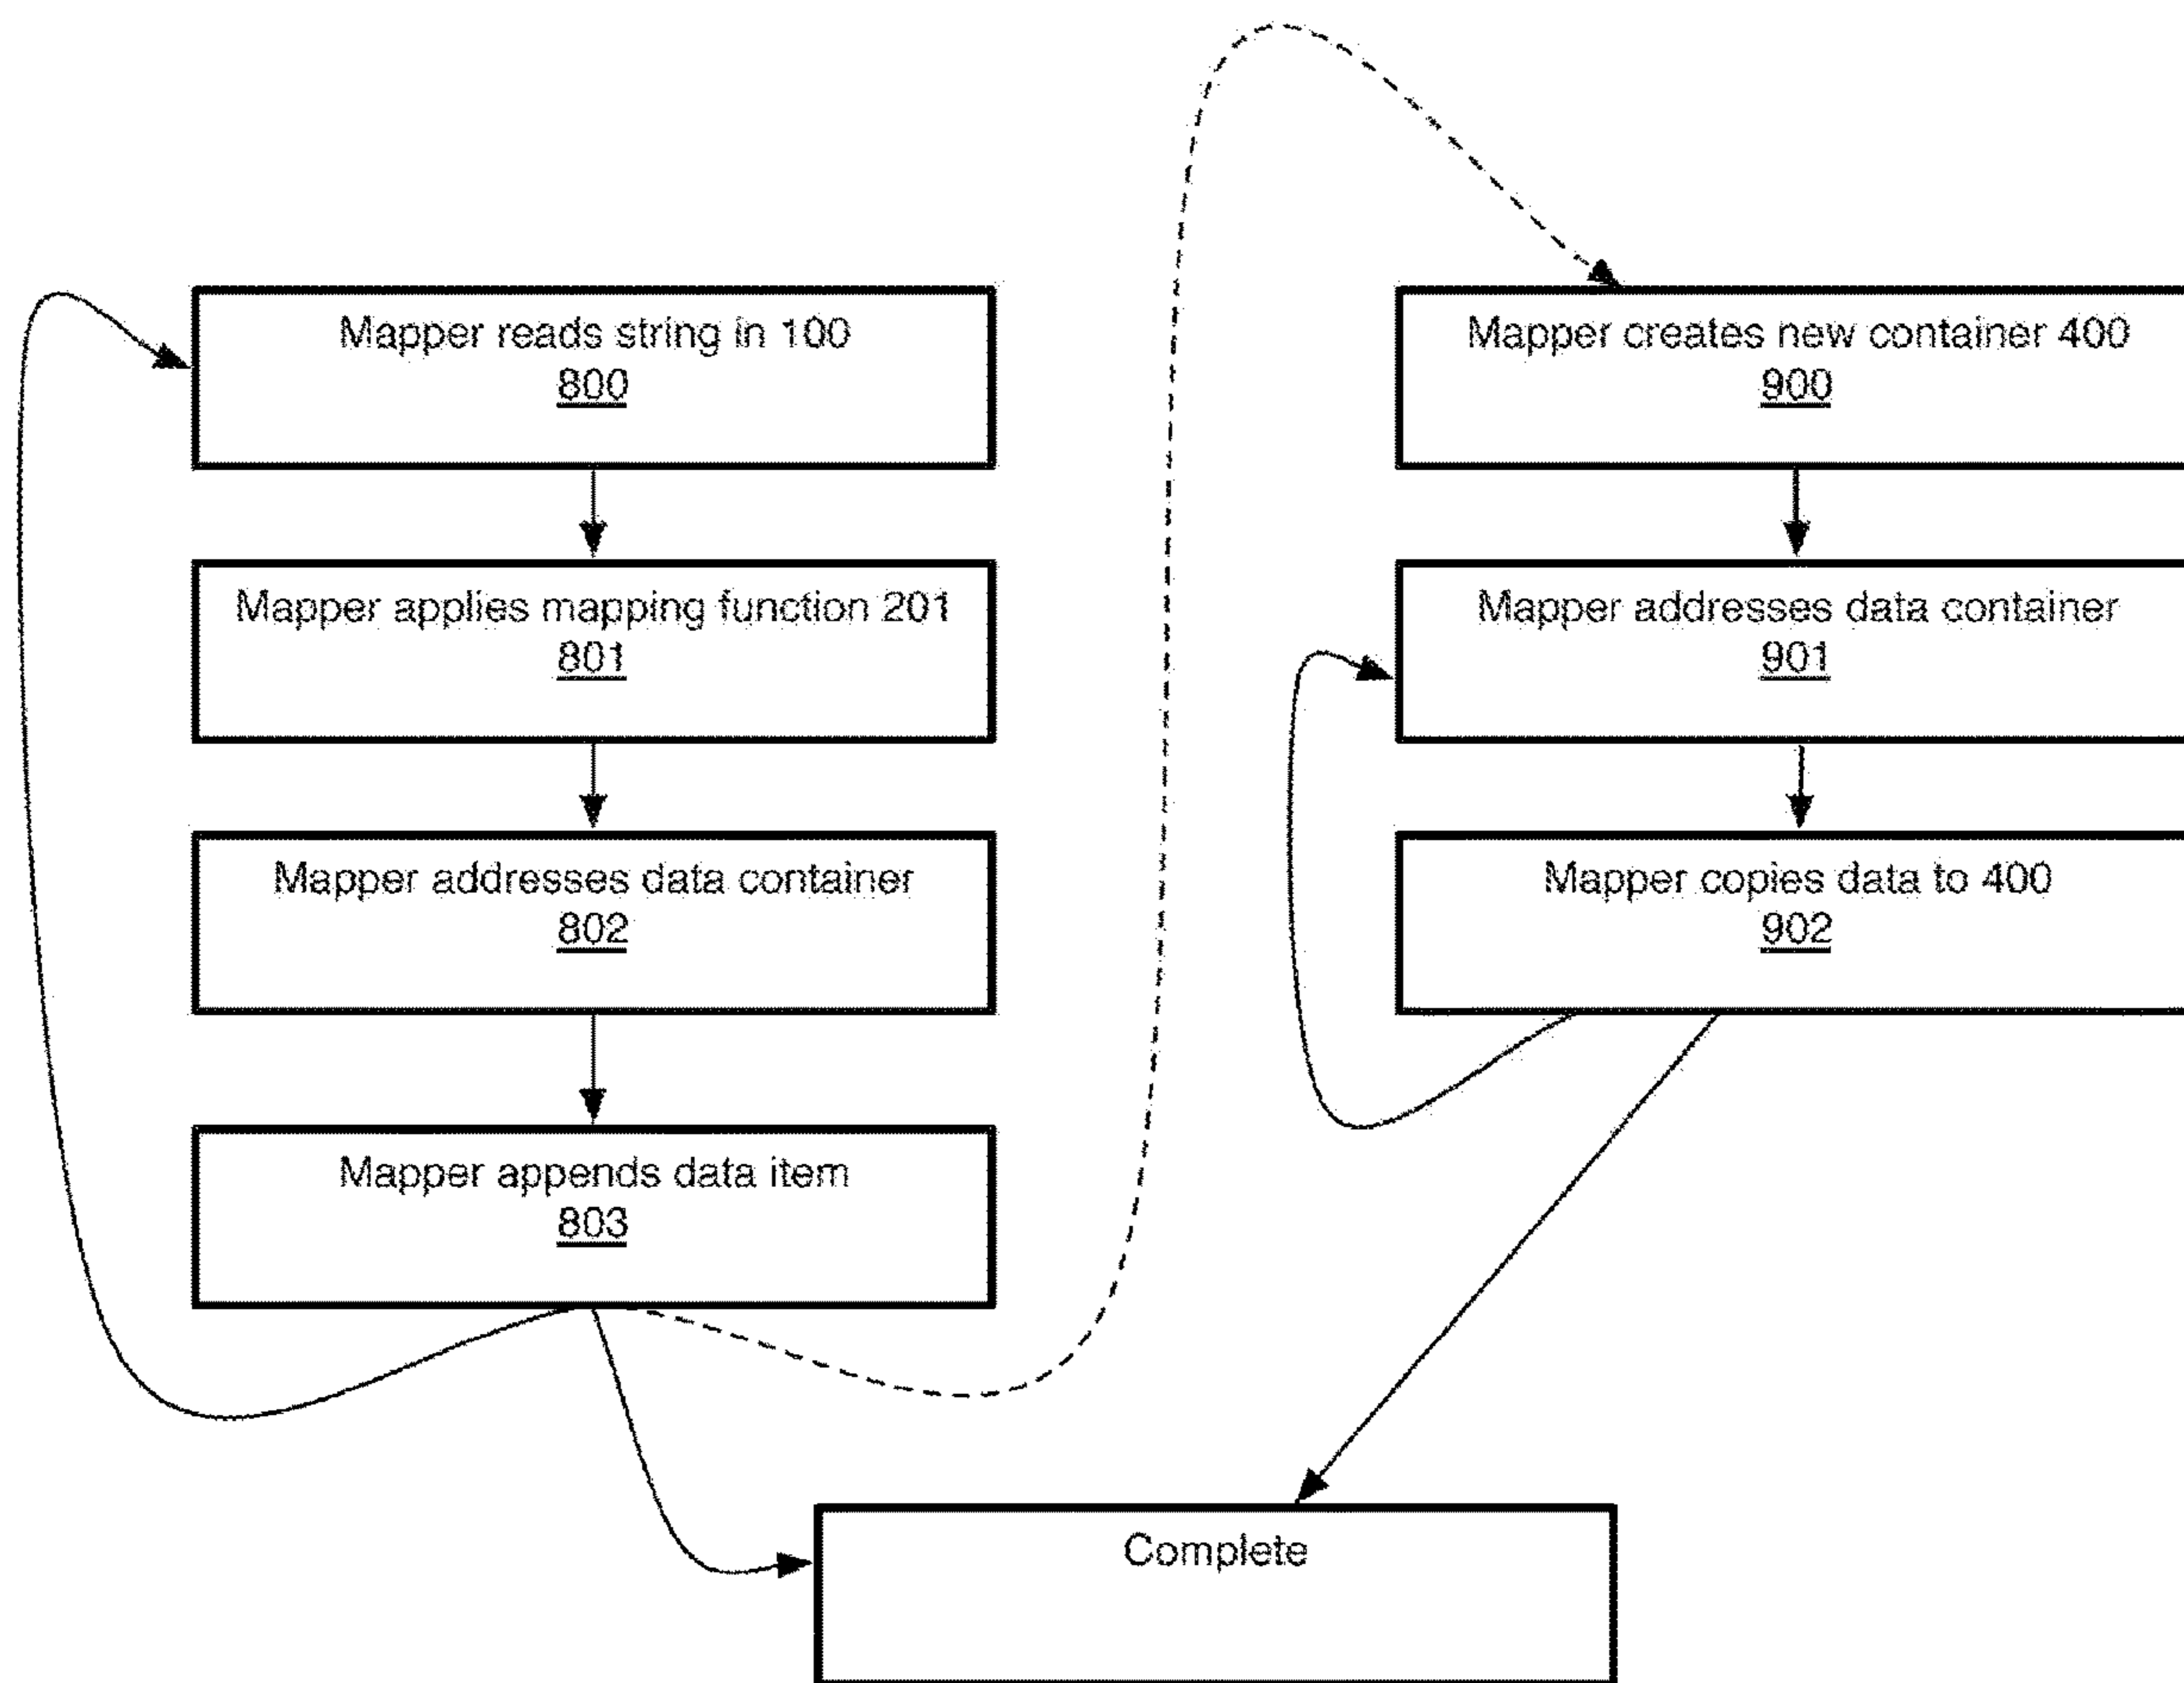 Mapper reads string in 100
800
Mapper applies mapping function 201
801
Mapper addresses data container
802
Mapper appends data item
803
Mapper creates new container 400
900
Mapper addresses data container
901
Mapper copies data to 400
902
Complete